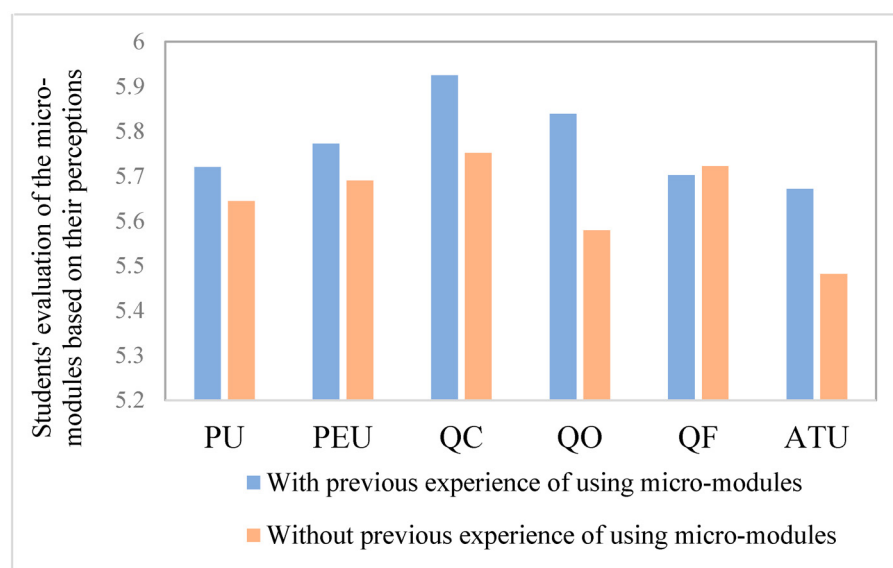 Students' evaluation of the micro-
modules based on their perceptions
6
5.9
5.8
5.7
5.6
5.5
5.4
5.3
5.2
PU PEU QC QO QF ATU
With previous experience of using micro-modules
Without previous experience of using micro-modules